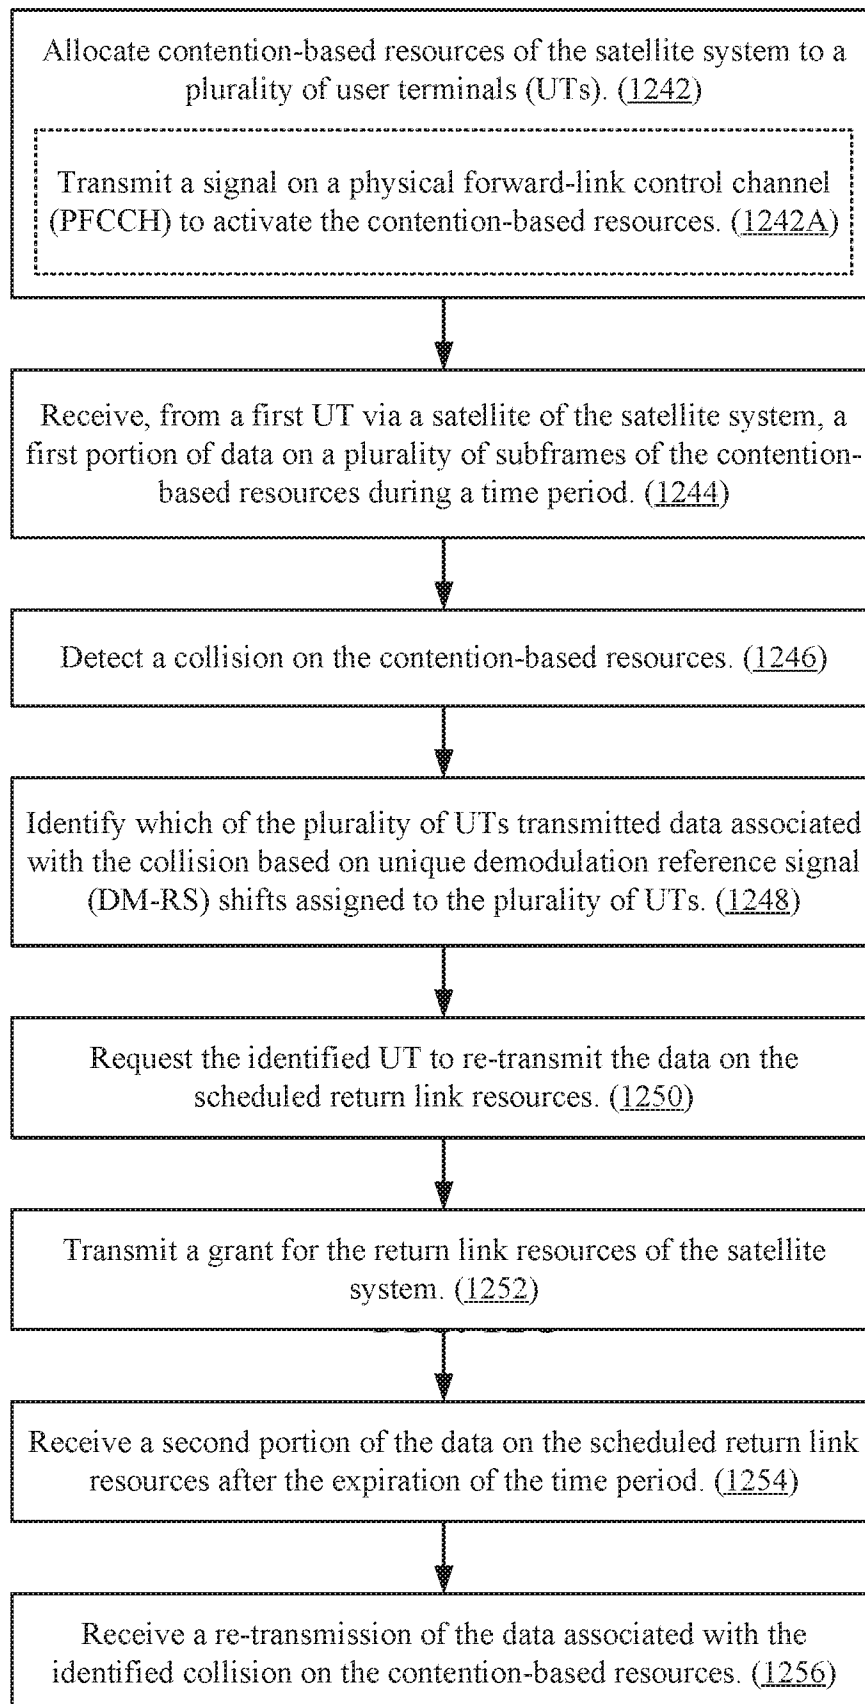 Allocate contention-based resources of the satellite system to a
plurality of user terminals (UTs). (1242)
Transmit a signal on a physical forward-link control channel
(PFCCH) to activate the contention-based resources. (1242A)
Receive, from a first UT via a satellite of the satellite system, a
first portion of data on a plurality of subframes of the contention-
based resources during a time period. (1244)
Detect a collision on the contention-based resources. (1246)
Identify which of the plurality of UTs transmitted data associated
with the collision based on unique demodulation reference signal
(DM-RS) shifts assigned to the plurality of UTs. (1248)
Request the identified UT to re-transmit the data on the
scheduled return link resources. (1250)
Transmit a grant for the return link resources of the satellite
system. (1252)
Receive a second portion of the data on the scheduled return link
resources after the expiration of the time period. (1254)
Receive a re-transmission of the data associated with the
identified collision on the contention-based resources. (1256)